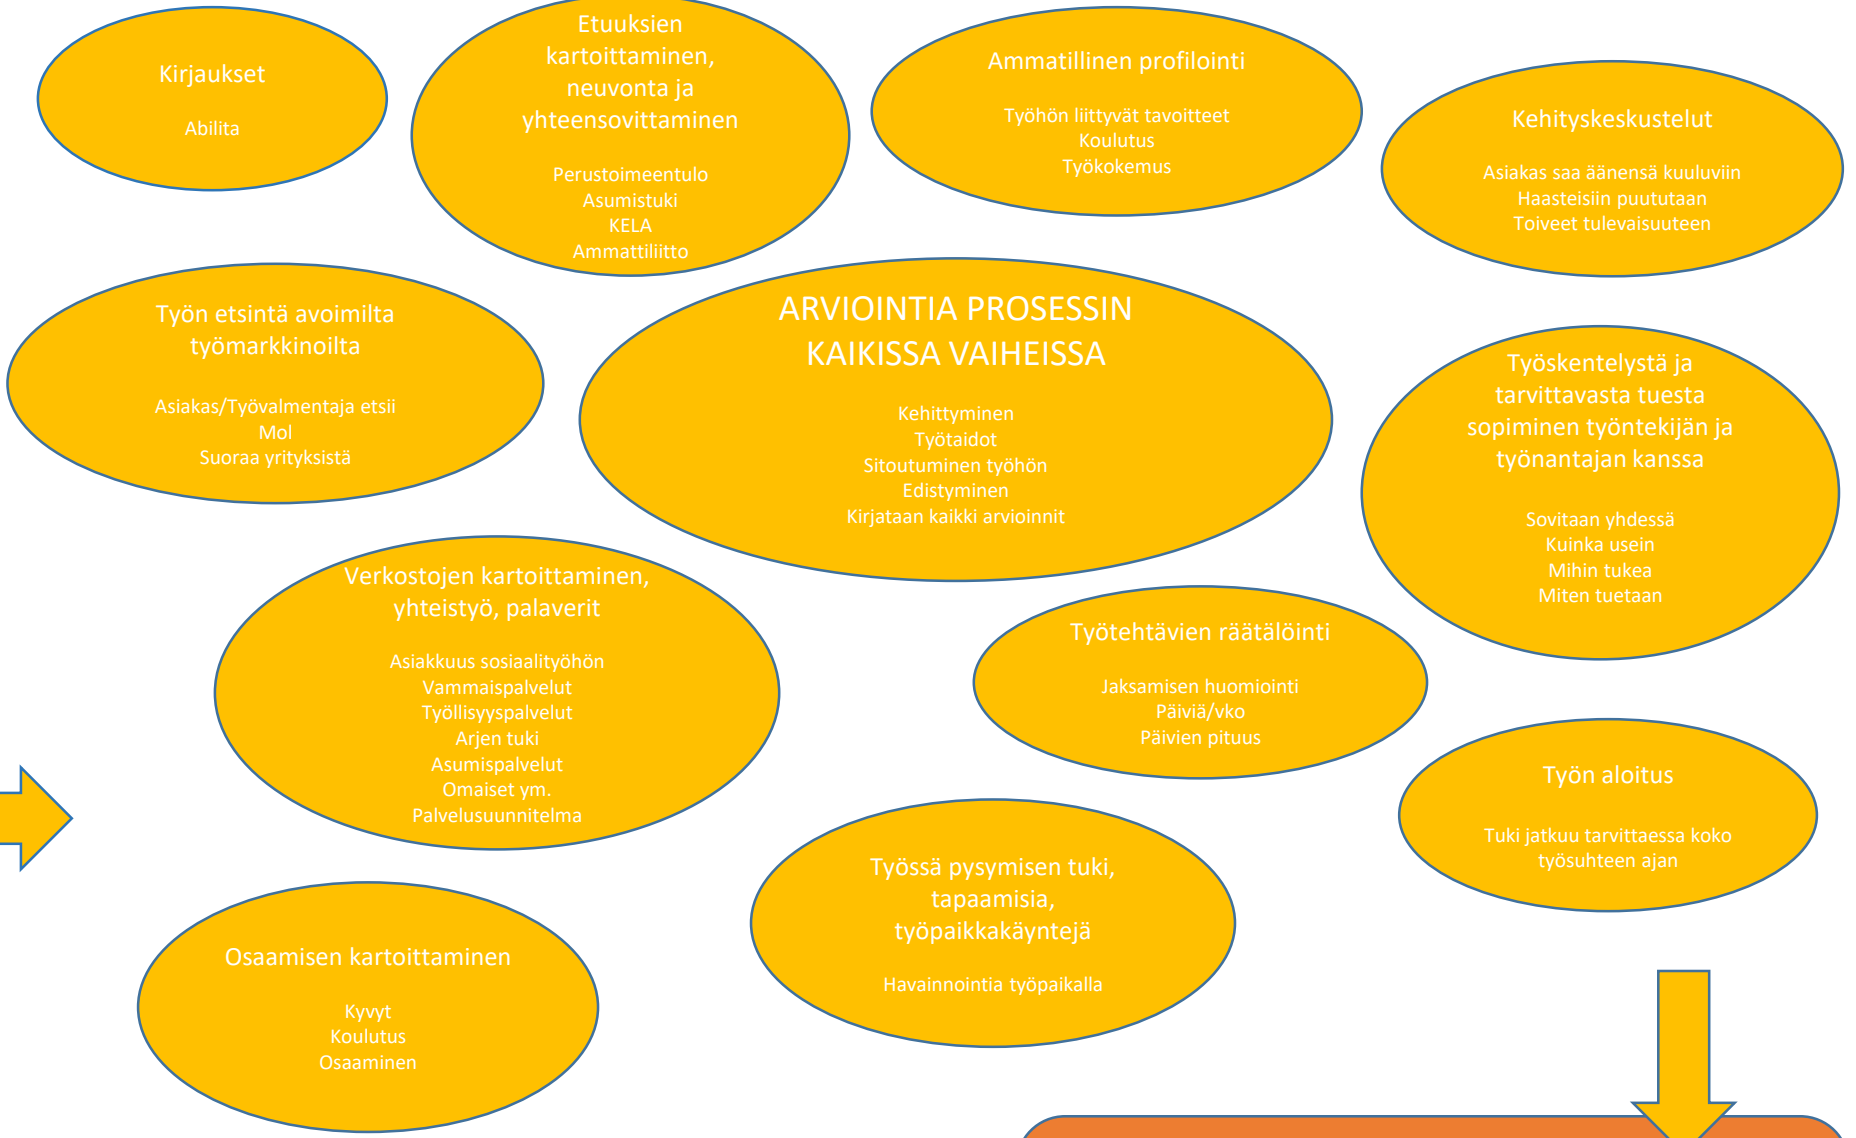 Kirjaukset
Abilita
Etuuksien
kartoittaminen,
neuvonta ja
yhteensovittaminen
Perustoimeentulo
Asumistuki
KELA
Ammattiliitto
Ammatillinen profilointi
Työhön liittyvät tavoitteet
Koulutus
Työkokemus
Kehityskeskustelut
Asiakas saa äänensä kuuluviin
Haasteisiin puututaan
Toiveet tulevaisuuteen
Työn etsintä avoimilta
työmarkkinoilta
Asiakas/Työvalmentaja etsii
Mol
Suoraa yrityksistä
ARVIOINTIA PROSESSIN
KAIKISSA VAIHEISSA
Kehittyminen
Työtaidot
Sitoutuminen työhön
Edistyminen
Kirjataan kaikki arvioinnit
Työskentelystä ja
tarvittavasta tuesta
sopiminen työntekijän ja
työnantajan kanssa
Sovitaan yhdessä
Kuinka usein
Mihin tukea
Miten tuetaan
Verkostojen kartoittaminen,
yhteistyö, palaverit
Asiakkuus sosiaalityöhön
Vammaispalvelut
Työllisyyspalvelut
Arjen tuki
Asumispalvelut
Omaiset ym.
Palvelusuunnitelma
Työtehtävien räätälöinti
Jaksamisen huomiointi
Päiviä/vko
Päivien pituus
Työn aloitus
Tuki jatkuu tarvittaessa koko
työsuhteen ajan
Työssä pysymisen tuki,
tapaamisia,
työpaikkakäyntejä
Havainnointia työpaikalla
Osaamisen kartoittaminen
Kyvyt
Koulutus
Osaaminen